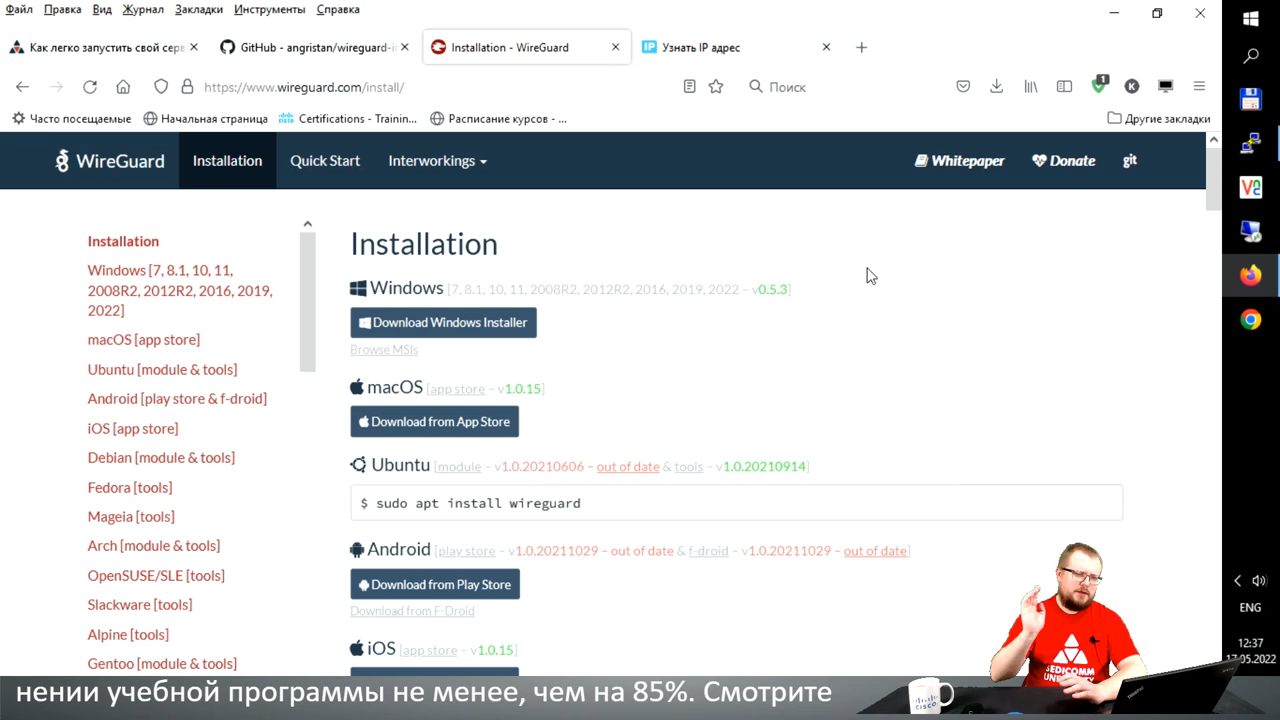 Файл Правка Вид Журнал Закладки Инструменты Справка
Как легко запустить свой серв
GitHub - angristan/wireguard-i
Installation - WireGuard
IP Узнать IP адрес
https://www.wireguard.com/install/
Поиск
1
K
Часто посещаемые
Начальная страница
Certifications - Trainin...
Расписание курсов - ...
Другие закладки
WireGuard
Installation
Quick Start
Interworkings
Whitepaper
Donate
git
Installation
Windows [7, 8.1, 10, 11,
2008R2, 2012R2, 2016, 2019,
2022]
macOS [app store]
Ubuntu [module & tools]
Android [play store & f-droid]
iOS [app store]
Debian [module & tools]
Fedora [tools]
Mageia [tools]
Arch [module & tools]
OpenSUSE/SLE [tools]
Slackware [tools]
Alpine [tools]
Gentoo [module & tools]
Installation
Windows [7, 8.1, 10, 11, 2008R2, 2012R2, 2016, 2019, 2022 – v0.5.3]
Download Windows Installer
Browse MSIs
macOS [app store – v1.0.15]
Download from App Store
Ubuntu [module – v1.0.20210606 – out of date & tools – v1.0.20210914]
$ sudo apt install wireguard
Android [play store – v1.0.20211029 – out of date & f-droid – v1.0.20211029 – out of date]
Download from Play Store
Download from F-Droid
iOS [app store – v1.0.15]
SEDICOMM
CISCO
ThinkPad
ENG
12:37
17.05.2022
нении учебной программы не менее, чем на 85%. Смотрите